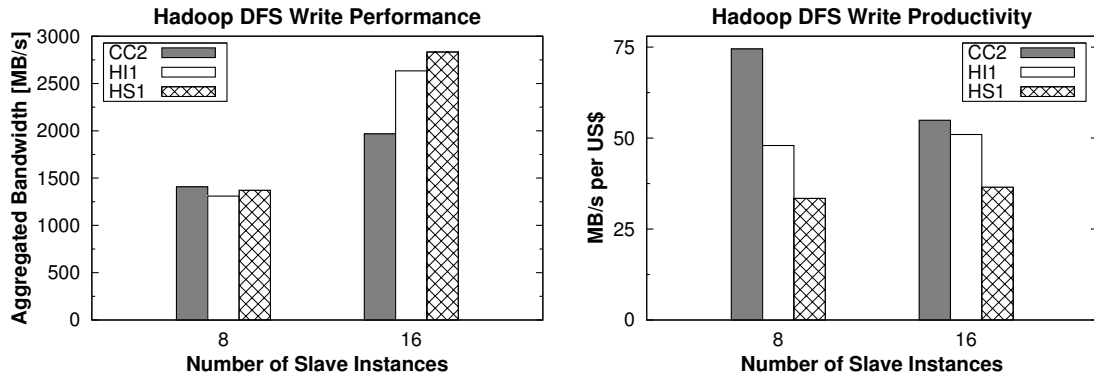 Hadoop DFS Write Performance
Aggregated Bandwidth [MB/s]
3000
2500
2000
1500
1000
500
0
CC2
HI1
HS1
8
16
Number of Slave Instances
Hadoop DFS Write Productivity
MB/s per US$
75
50
25
0
CC2
HI1
HS1
8
16
Number of Slave Instances